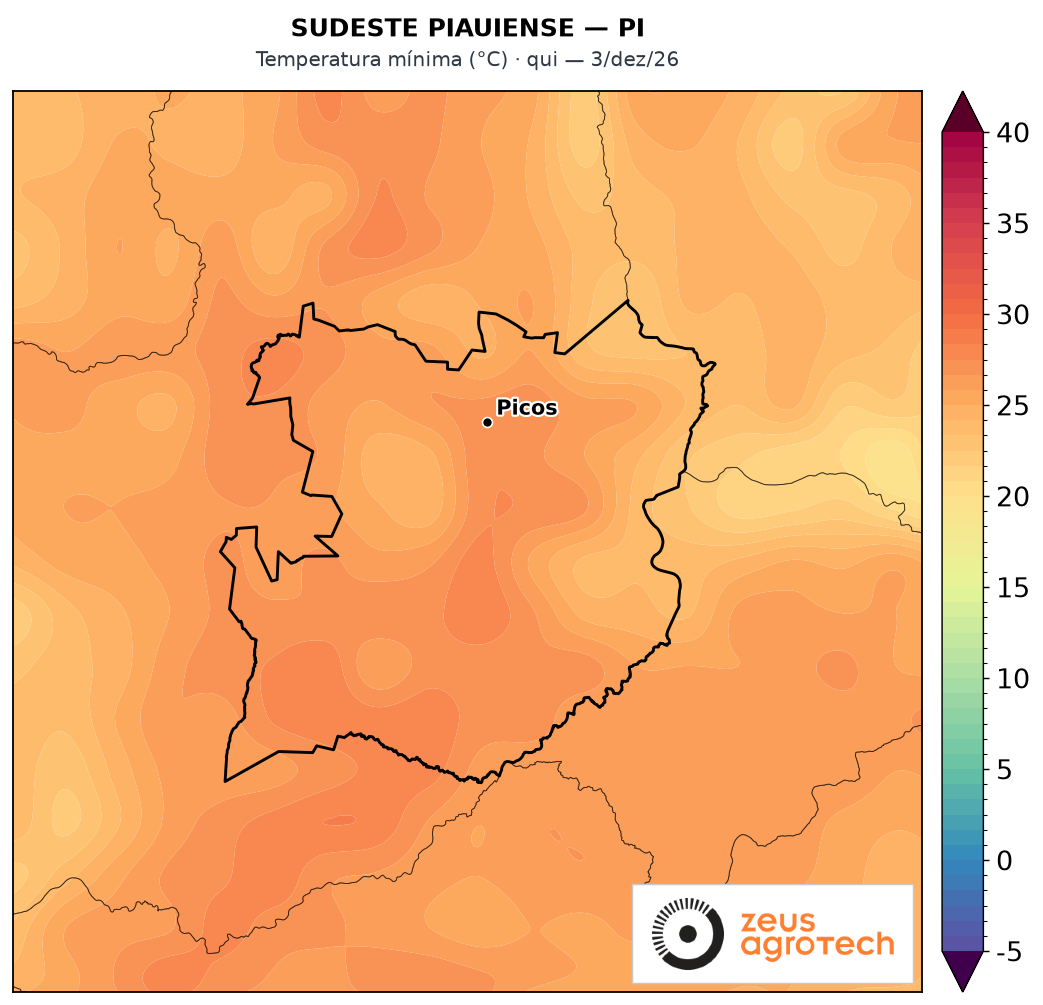 SUDESTE PIAUIENSE — PI
Temperatura mínima (°C) · qui — 3/dez/26
Picos
40
35
30
25
20
15
10
5
0
-5
zeus
agrotech